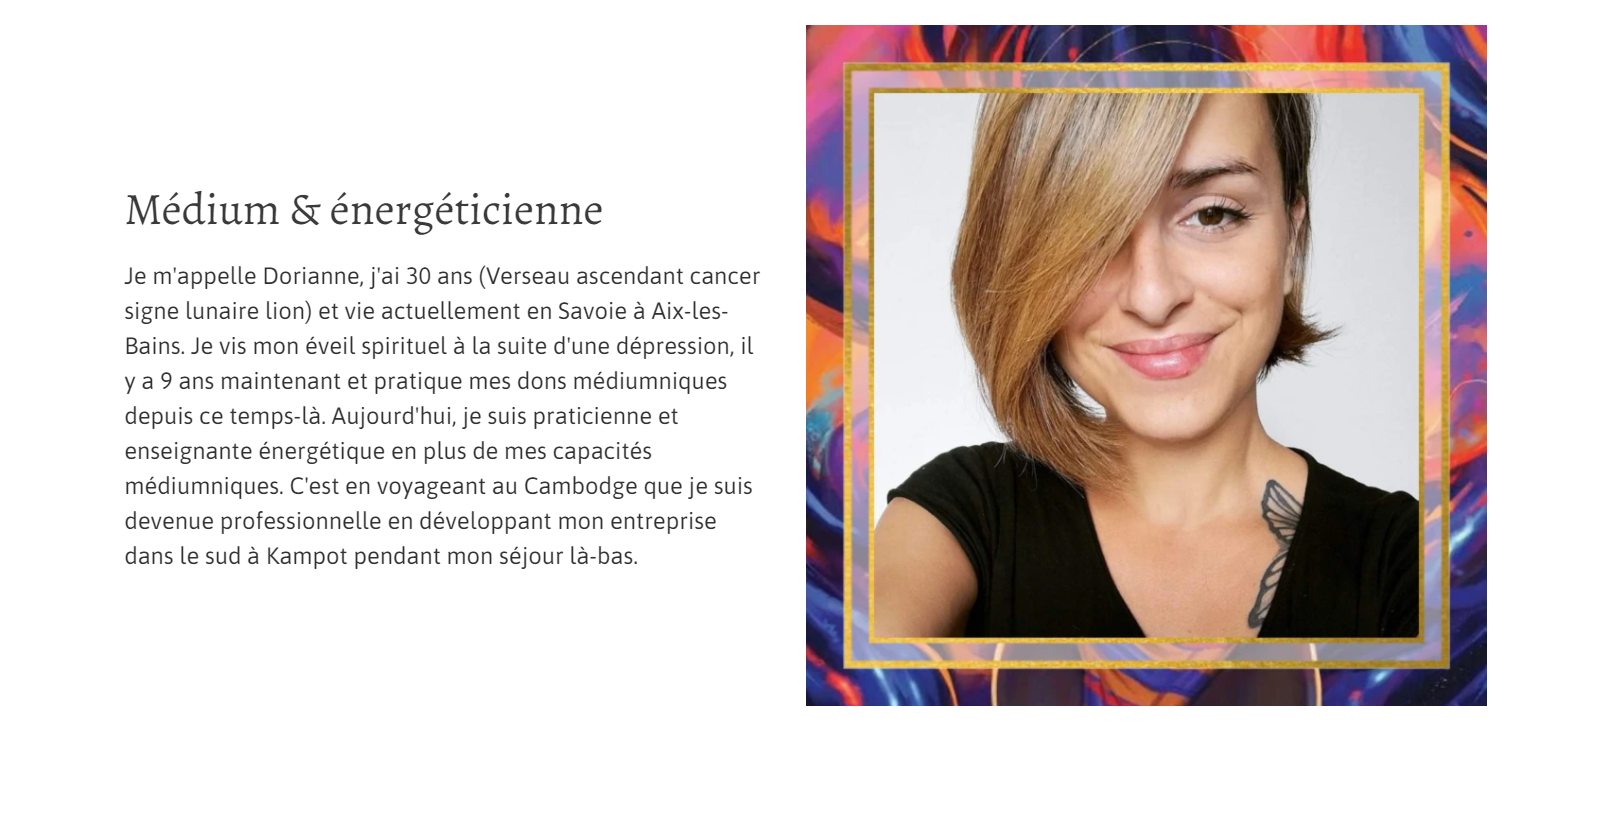 Médium & énergéticienne
Je m'appelle Dorianne, j'ai 30 ans (Verseau ascendant cancer
signe lunaire lion) et vie actuellement en Savoie à Aix-les-
Bains. Je vis mon éveil spirituel à la suite d'une dépression, il
y a 9 ans maintenant et pratique mes dons médiumniques
depuis ce temps-là. Aujourd'hui, je suis praticienne et
enseignante énergétique en plus de mes capacités
médiumniques. C'est en voyageant au Cambodge que je suis
devenue professionnelle en développant mon entreprise
dans le sud à Kampot pendant mon séjour là-bas.